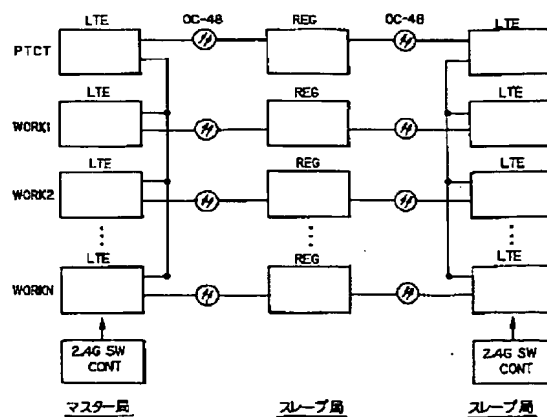 LTE OC-48 REG OC-48 LTE
PTCT
LTE REG LTE
WORK1
LTE REG LTE
WORK2
LTE REG LTE
WORKN
2.4G SW CONT 2.4G SW CONT
マスター局 スレーブ局 スレーブ局